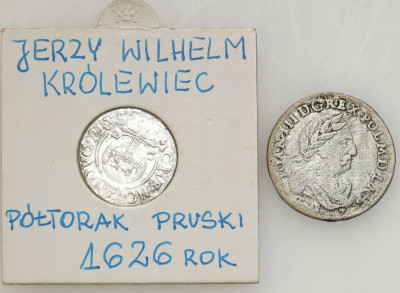 JERZY WILHELM
KRÓLEWIEC
PÓŁTORAK PRUSKI
1626 ROK
IOAN III D G REX POL M D L R P